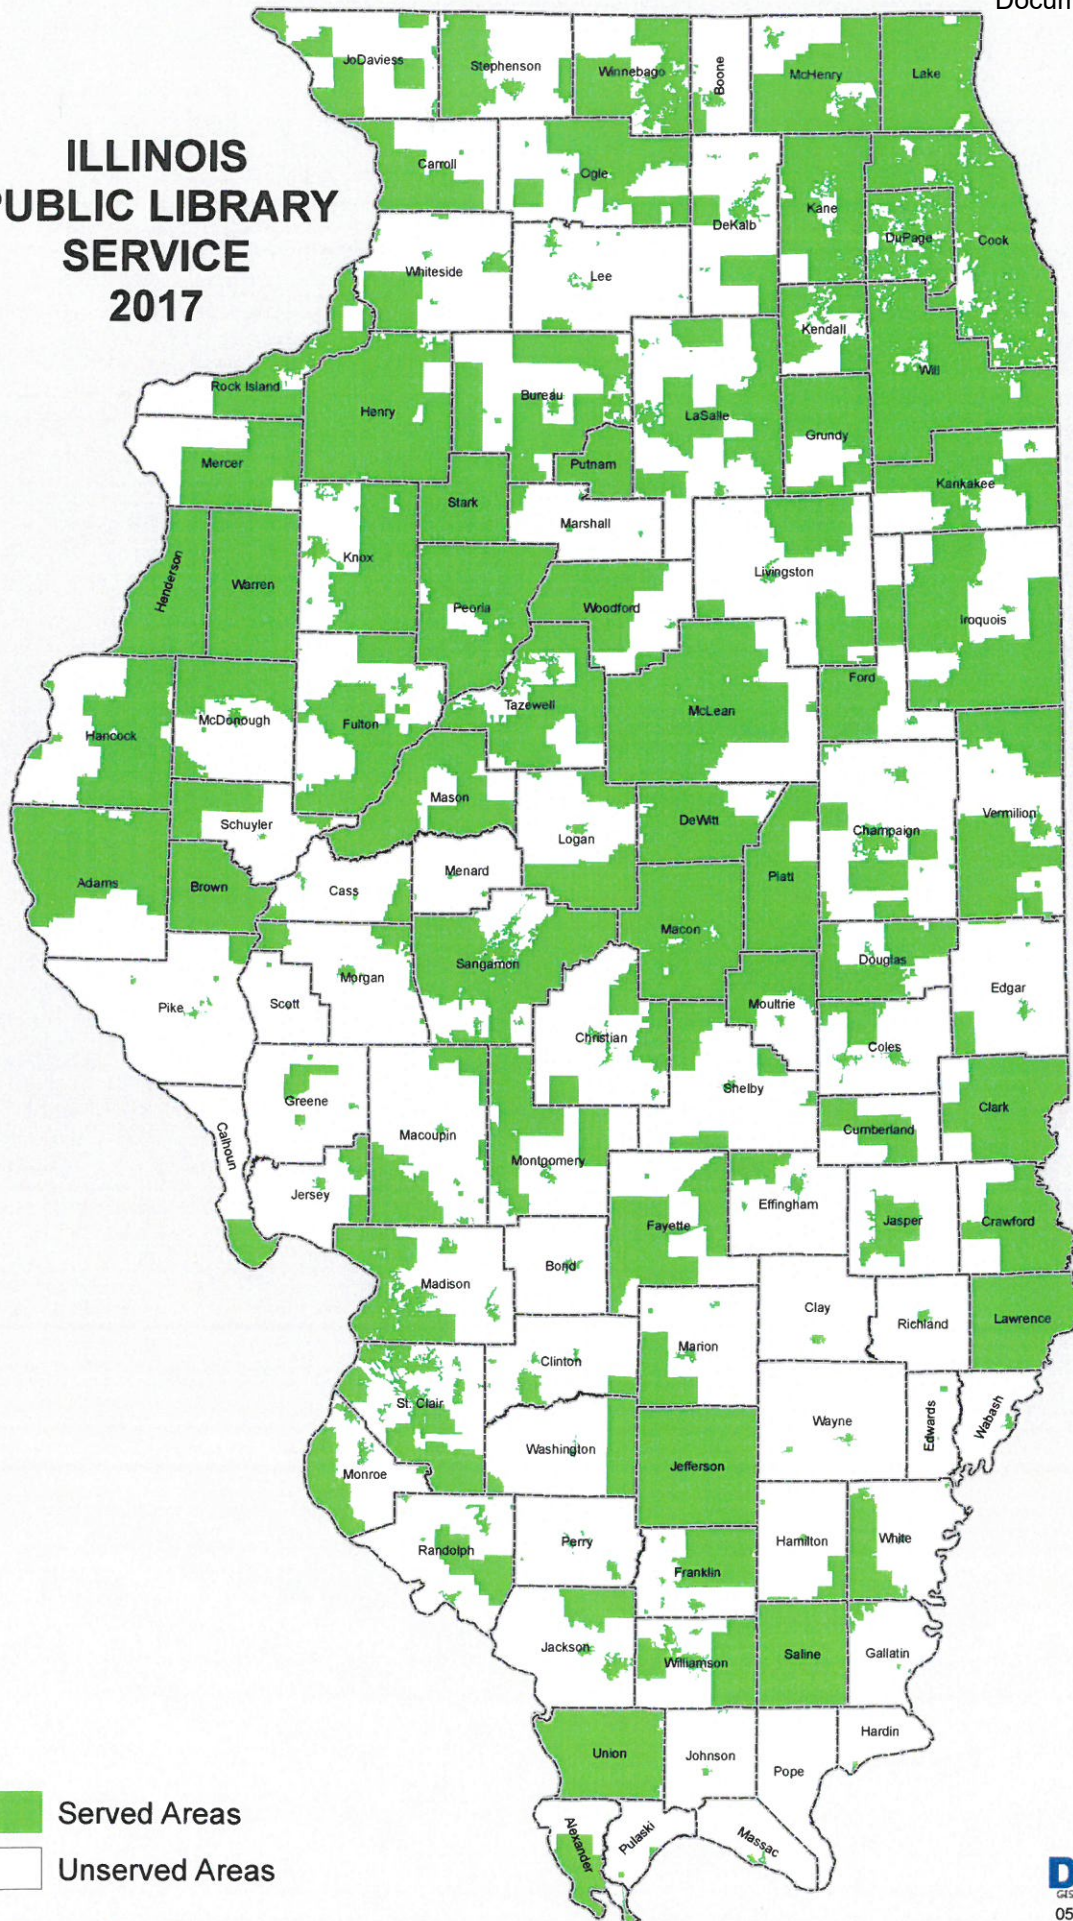 Docum
ILLINOIS
PUBLIC LIBRARY
SERVICE
2017
JoDaviess
Stephenson
Winnebago
Boone
McHenry
Lake
Carroll
Ogle
DeKalb
Kane
DuPage
Cook
Whiteside
Lee
Kendall
Will
Rock Island
Henry
Bureau
LaSalle
Grundy
Mercer
Putnam
Kankakee
Stark
Marshall
Henderson
Warren
Knox
Peoria
Woodford
Livingston
Iroquois
Ford
Hancock
McDonough
Fulton
Tazewell
McLean
Mason
Schuyler
Logan
DeWitt
Champaign
Vermilion
Adams
Brown
Cass
Menard
Piatt
Macon
Sangamon
Douglas
Pike
Scott
Morgan
Christian
Moultrie
Edgar
Coles
Shelby
Greene
Macoupin
Montgomery
Cumberland
Clark
Calhoun
Jersey
Fayette
Effingham
Jasper
Crawford
Madison
Bond
Clay
Richland
Lawrence
Marion
Clinton
St. Clair
Wayne
Edwards
Wabash
Washington
Jefferson
Monroe
Randolph
Perry
Hamilton
White
Franklin
Jackson
Williamson
Saline
Gallatin
Hardin
Union
Johnson
Pope
Alexander
Pulaski
Massac
Served Areas
Unserved Areas
D
GIS
05